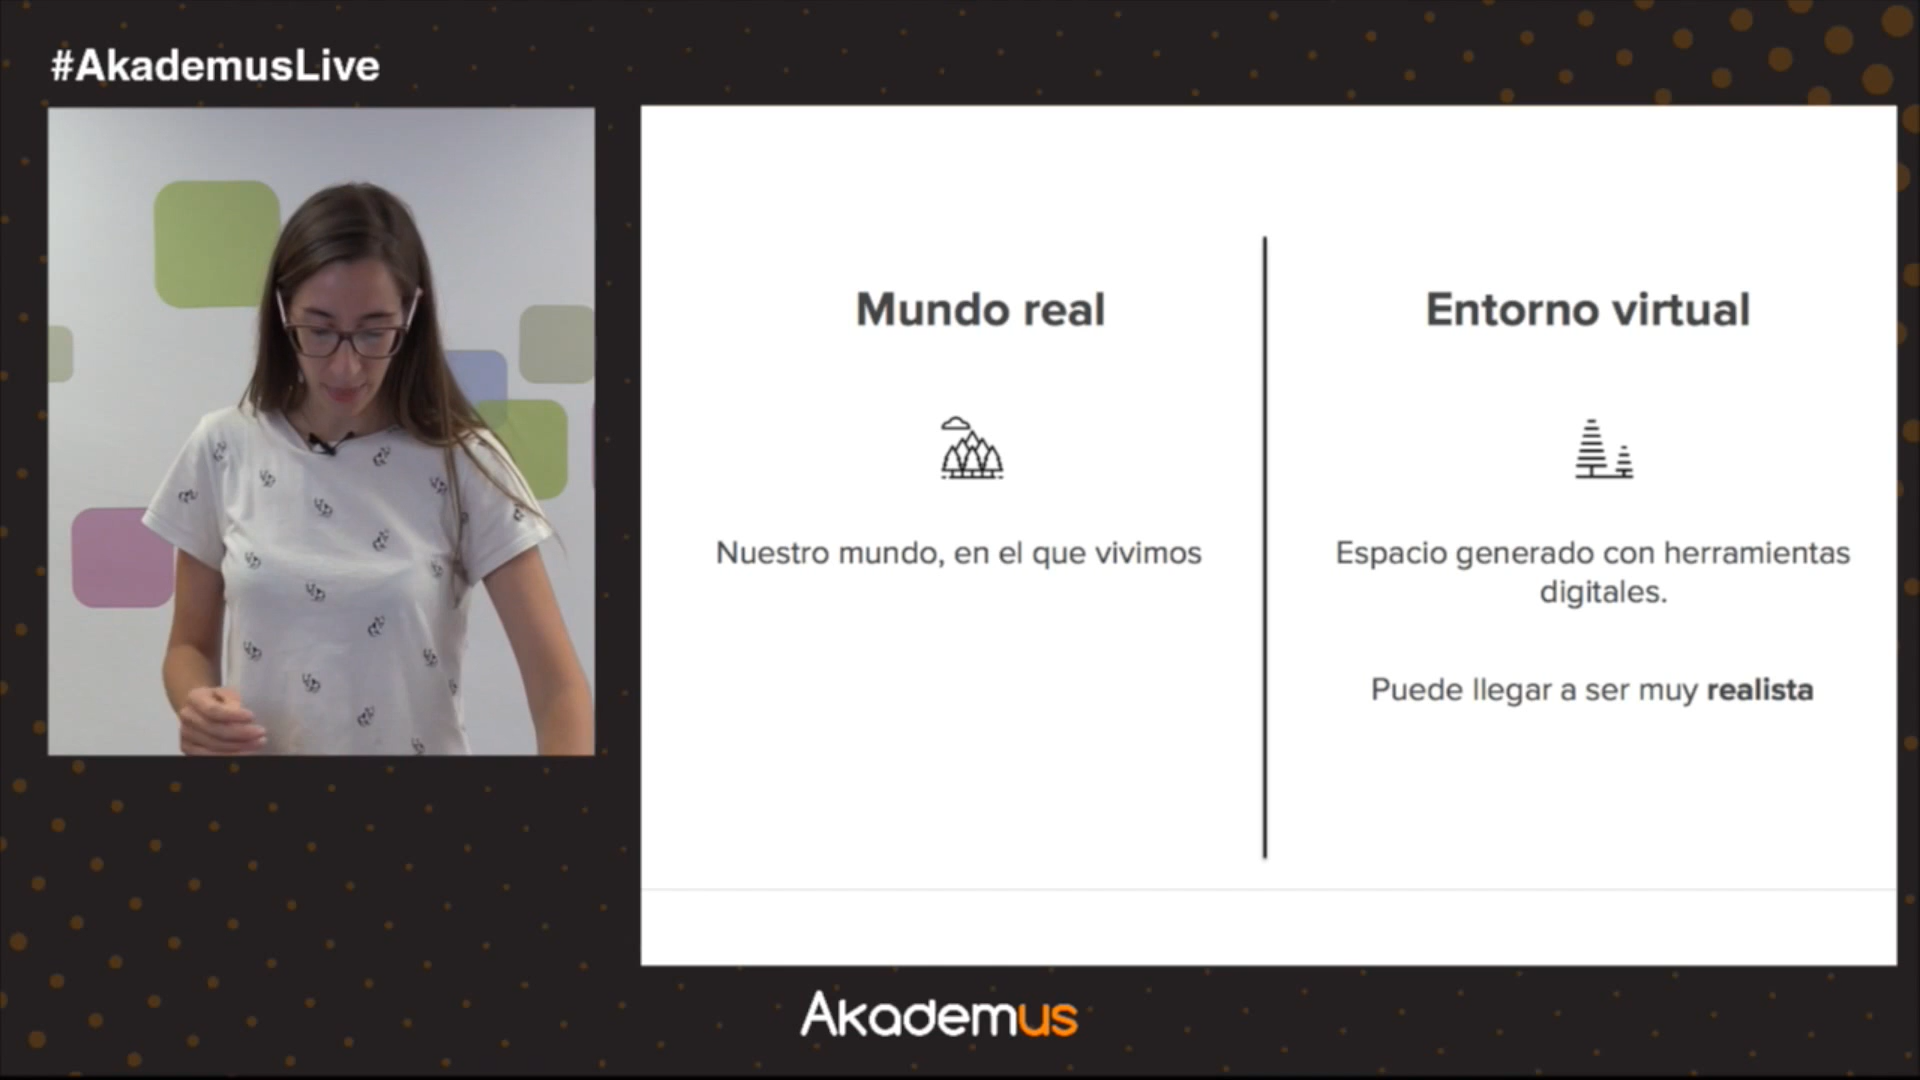 #AkademusLive
Mundo real
Nuestro mundo, en el que vivimos
Entorno virtual
Espacio generado con herramientas
digitales.
Puede llegar a ser muy realista
Akademus